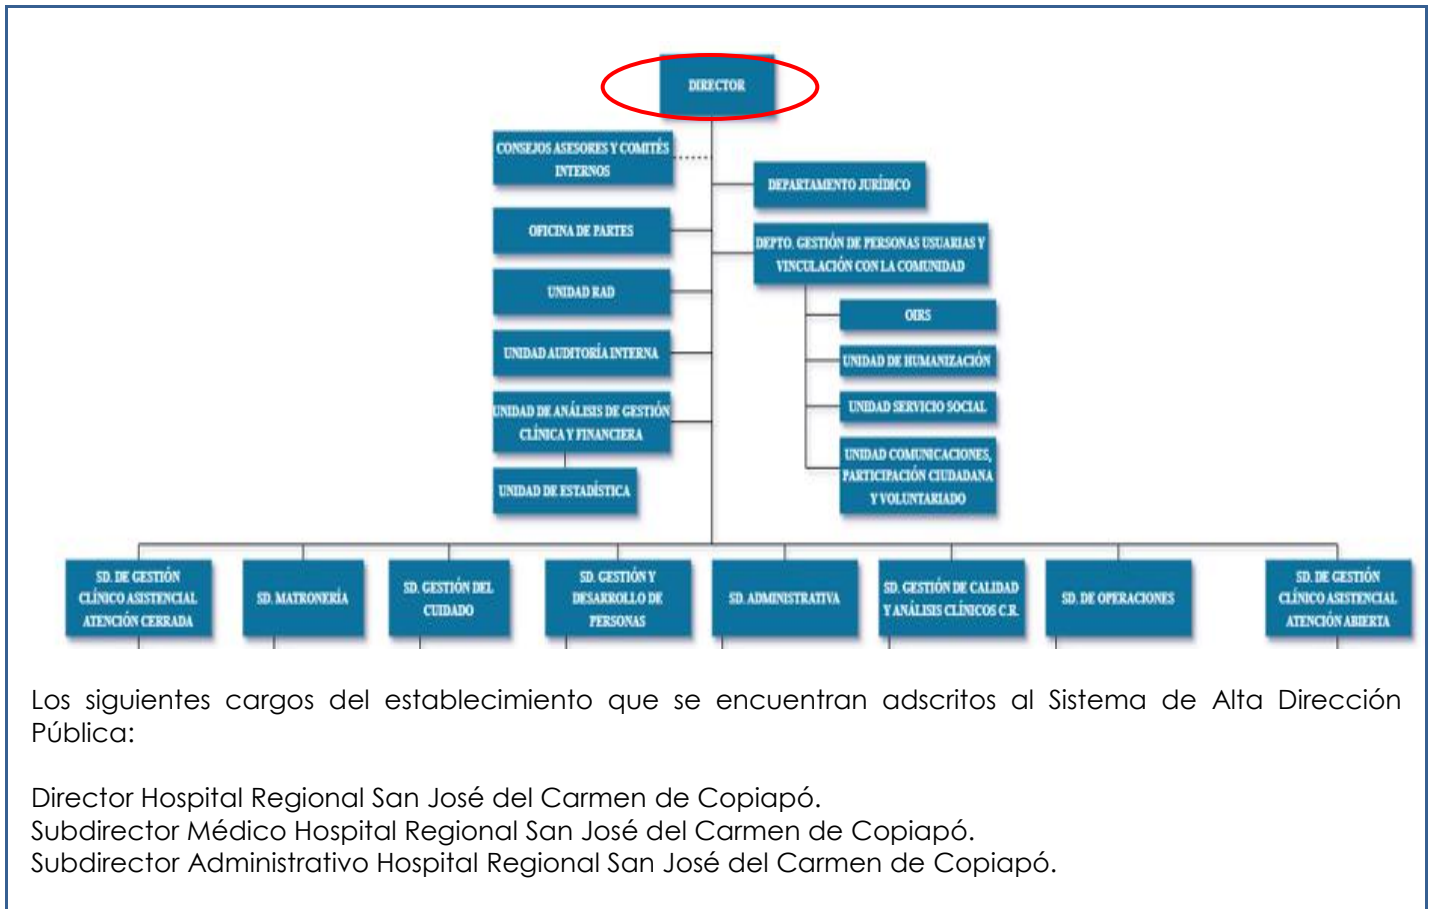 DIRECTOR
CONSEJOS ASESORES Y COMITÉS
INTERNOS
DEPARTAMENTO JURÍDICO
OFICINA DE PARTES
DEPTO. GESTIÓN DE PERSONAS USUARIAS Y
VINCULACIÓN CON LA COMUNIDAD
UNIDAD RAD
OIRS
UNIDAD AUDITORÍA INTERNA
UNIDAD DE HUMANIZACIÓN
UNIDAD DE ANÁLISIS DE GESTIÓN
CLÍNICA Y FINANCIERA
UNIDAD SERVICIO SOCIAL
UNIDAD DE ESTADÍSTICA
UNIDAD COMUNICACIONES,
PARTICIPACIÓN CIUDADANA
Y VOLUNTARIADO
SD. DE GESTIÓN
CLÍNICO ASISTENCIAL
ATENCIÓN CERRADA
SD. MATRONERÍA
SD. GESTIÓN DEL
CUIDADO
SD. GESTIÓN Y
DESARROLLO DE
PERSONAS
SD. ADMINISTRATIVA
SD. GESTIÓN DE CALIDAD
Y ANÁLISIS CLÍNICOS C.R.
SD. DE OPERACIONES
SD. DE GESTIÓN
CLÍNICO ASISTENCIAL
ATENCIÓN ABIERTA
Los siguientes cargos del establecimiento que se encuentran adscritos al Sistema de Alta Dirección
Pública:
Director Hospital Regional San José del Carmen de Copiapó.
Subdirector Médico Hospital Regional San José del Carmen de Copiapó.
Subdirector Administrativo Hospital Regional San José del Carmen de Copiapó.